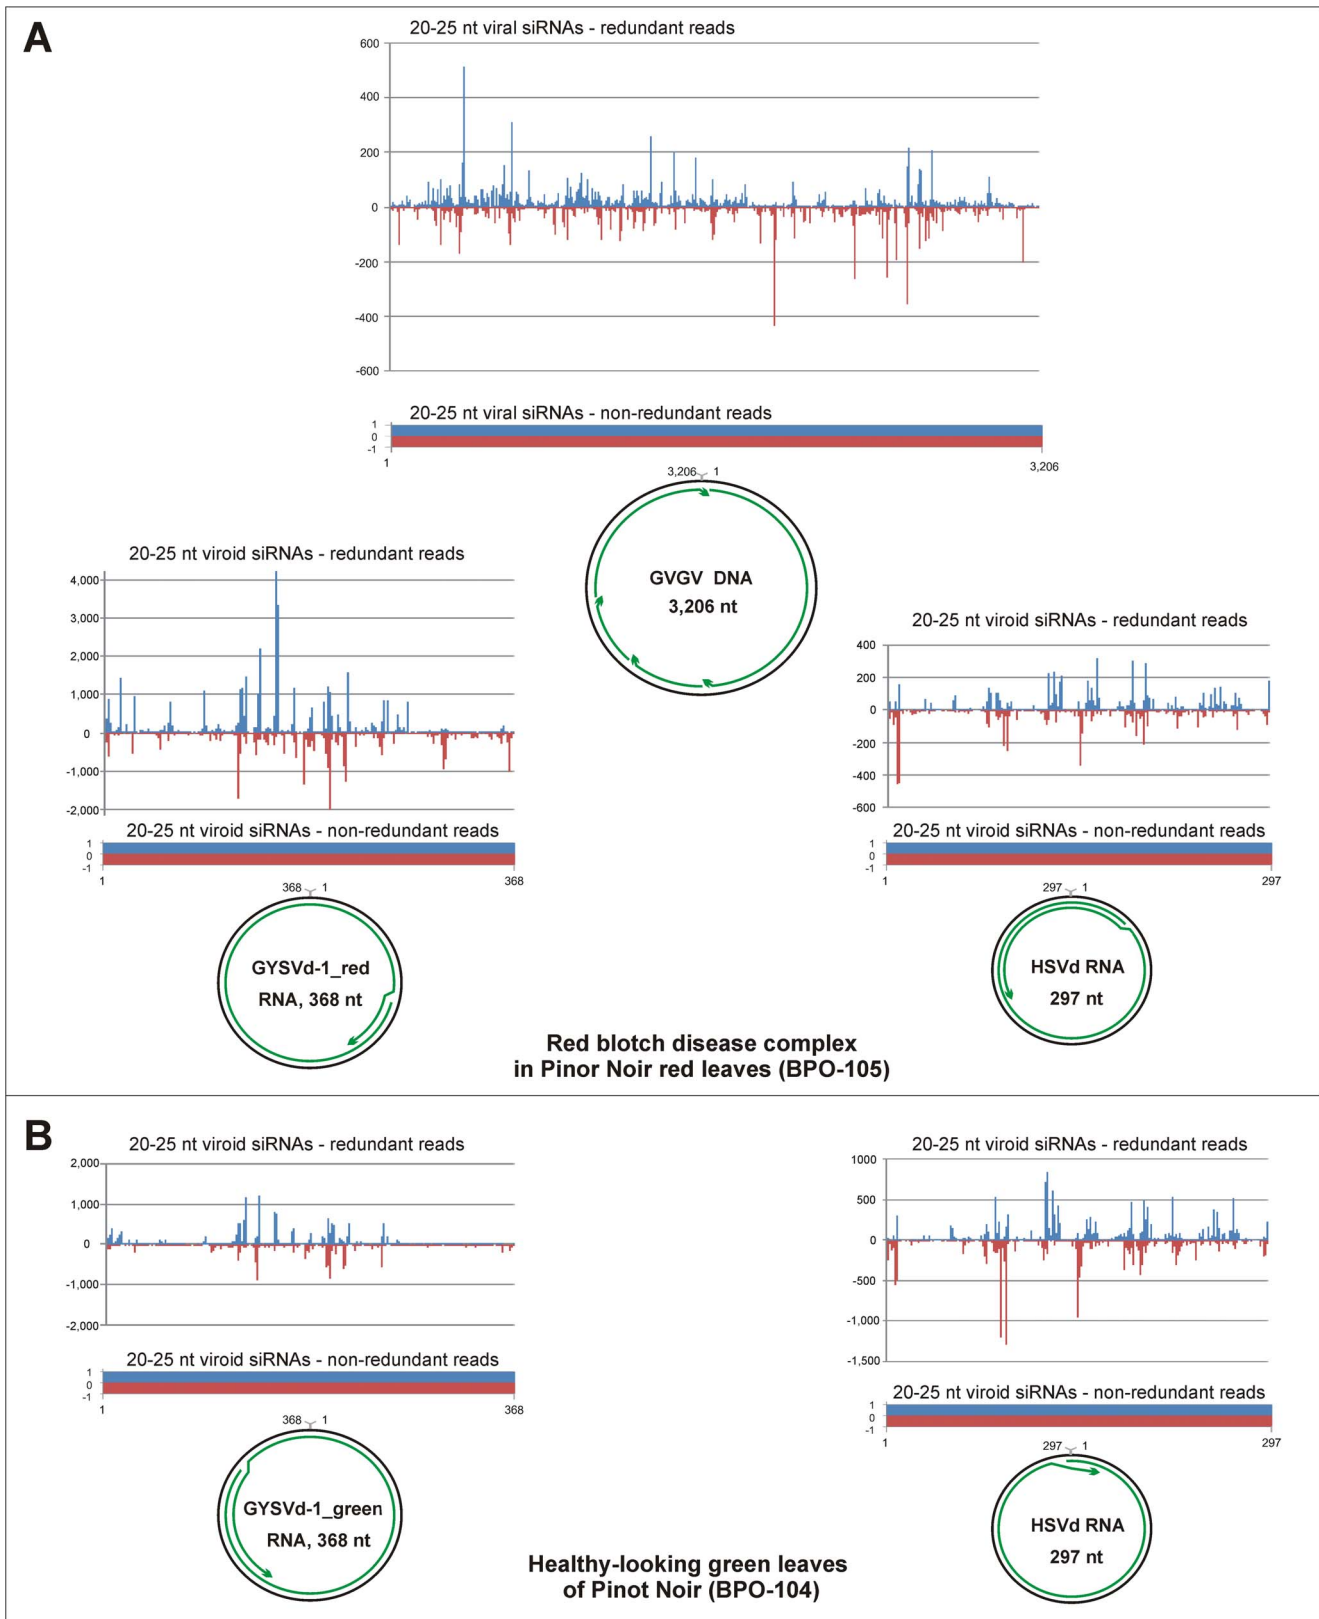 A
20-25 nt viral siRNAs - redundant reads
600
400
200
0
-200
-400
-600
20-25 nt viral siRNAs - non-redundant reads
1
0
-1
1
3,206
3,206 1
GVGV DNA
3,206 nt
20-25 nt viroid siRNAs - redundant reads
4,000
3,000
2,000
1,000
0
-1,000
-2,000
20-25 nt viroid siRNAs - non-redundant reads
1
0
-1
1
368
368 1
GYSVd-1_red
RNA, 368 nt
20-25 nt viroid siRNAs - redundant reads
400
200
0
-200
-400
-600
20-25 nt viroid siRNAs - non-redundant reads
1
0
-1
1
297
297 1
HSVd RNA
297 nt
Red blotch disease complex
in Pinor Noir red leaves (BPO-105)
B
20-25 nt viroid siRNAs - redundant reads
2,000
1,000
0
-1,000
-2,000
20-25 nt viroid siRNAs - non-redundant reads
1
0
-1
1
368
368 1
GYSVd-1_green
RNA, 368 nt
20-25 nt viroid siRNAs - redundant reads
1000
500
0
-500
-1,000
-1,500
20-25 nt viroid siRNAs - non-redundant reads
1
0
-1
1
297
297 1
HSVd RNA
297 nt
Healthy-looking green leaves
of Pinot Noir (BPO-104)